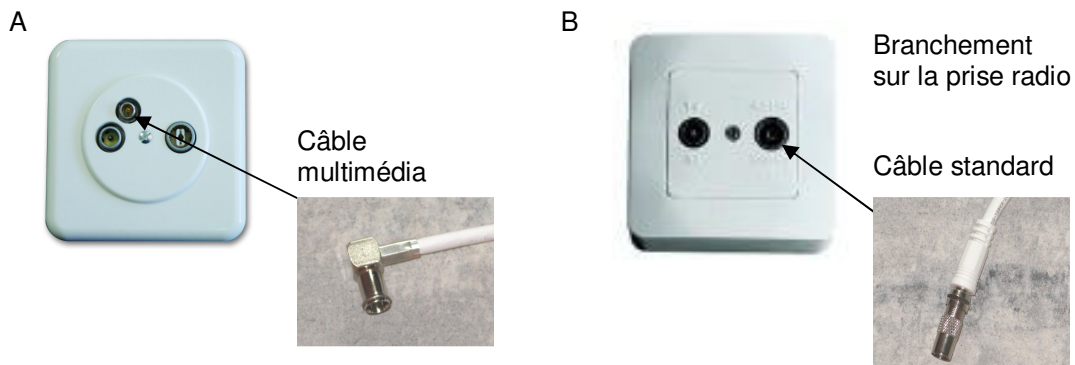 A
Câble
multimédia
B
Branchement
sur la prise radio
Câble standard